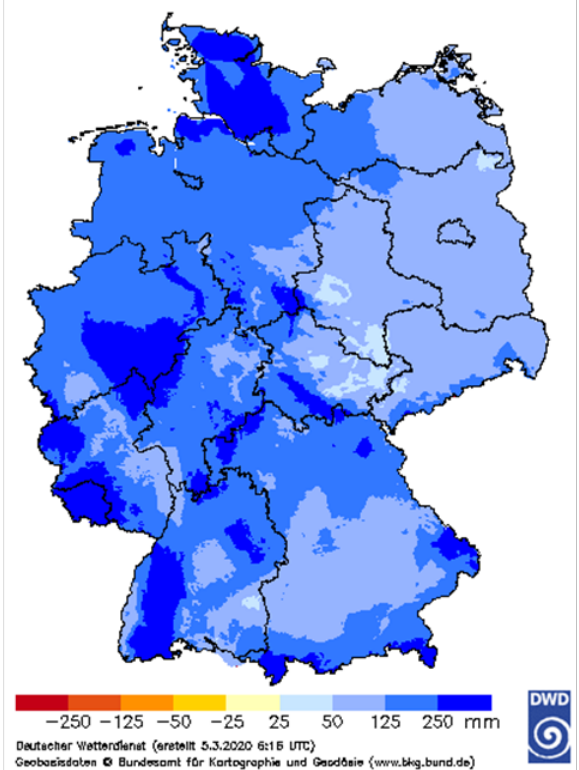 −250 −125 −50 −25 25 50 125 250 mm
DWD
Deutscher Wetterdienst (erstellt 5.3.2020 6:16 UTC)
Geobasisdaten © Bundesamt für Kartographie und Geodäsie (www.bkg.bund.de)